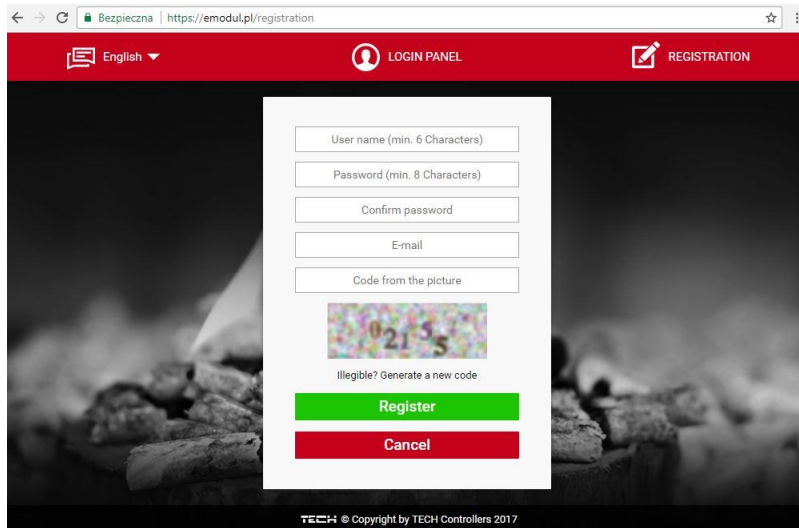 Bezpieczna | https://emodul.pl/registration
English
LOGIN PANEL
REGISTRATION
User name (min. 6 Characters)
Password (min. 8 Characters)
Confirm password
E-mail
Code from the picture
02155
Illegible? Generate a new code
Register
Cancel
TECH © Copyright by TECH Controllers 2017